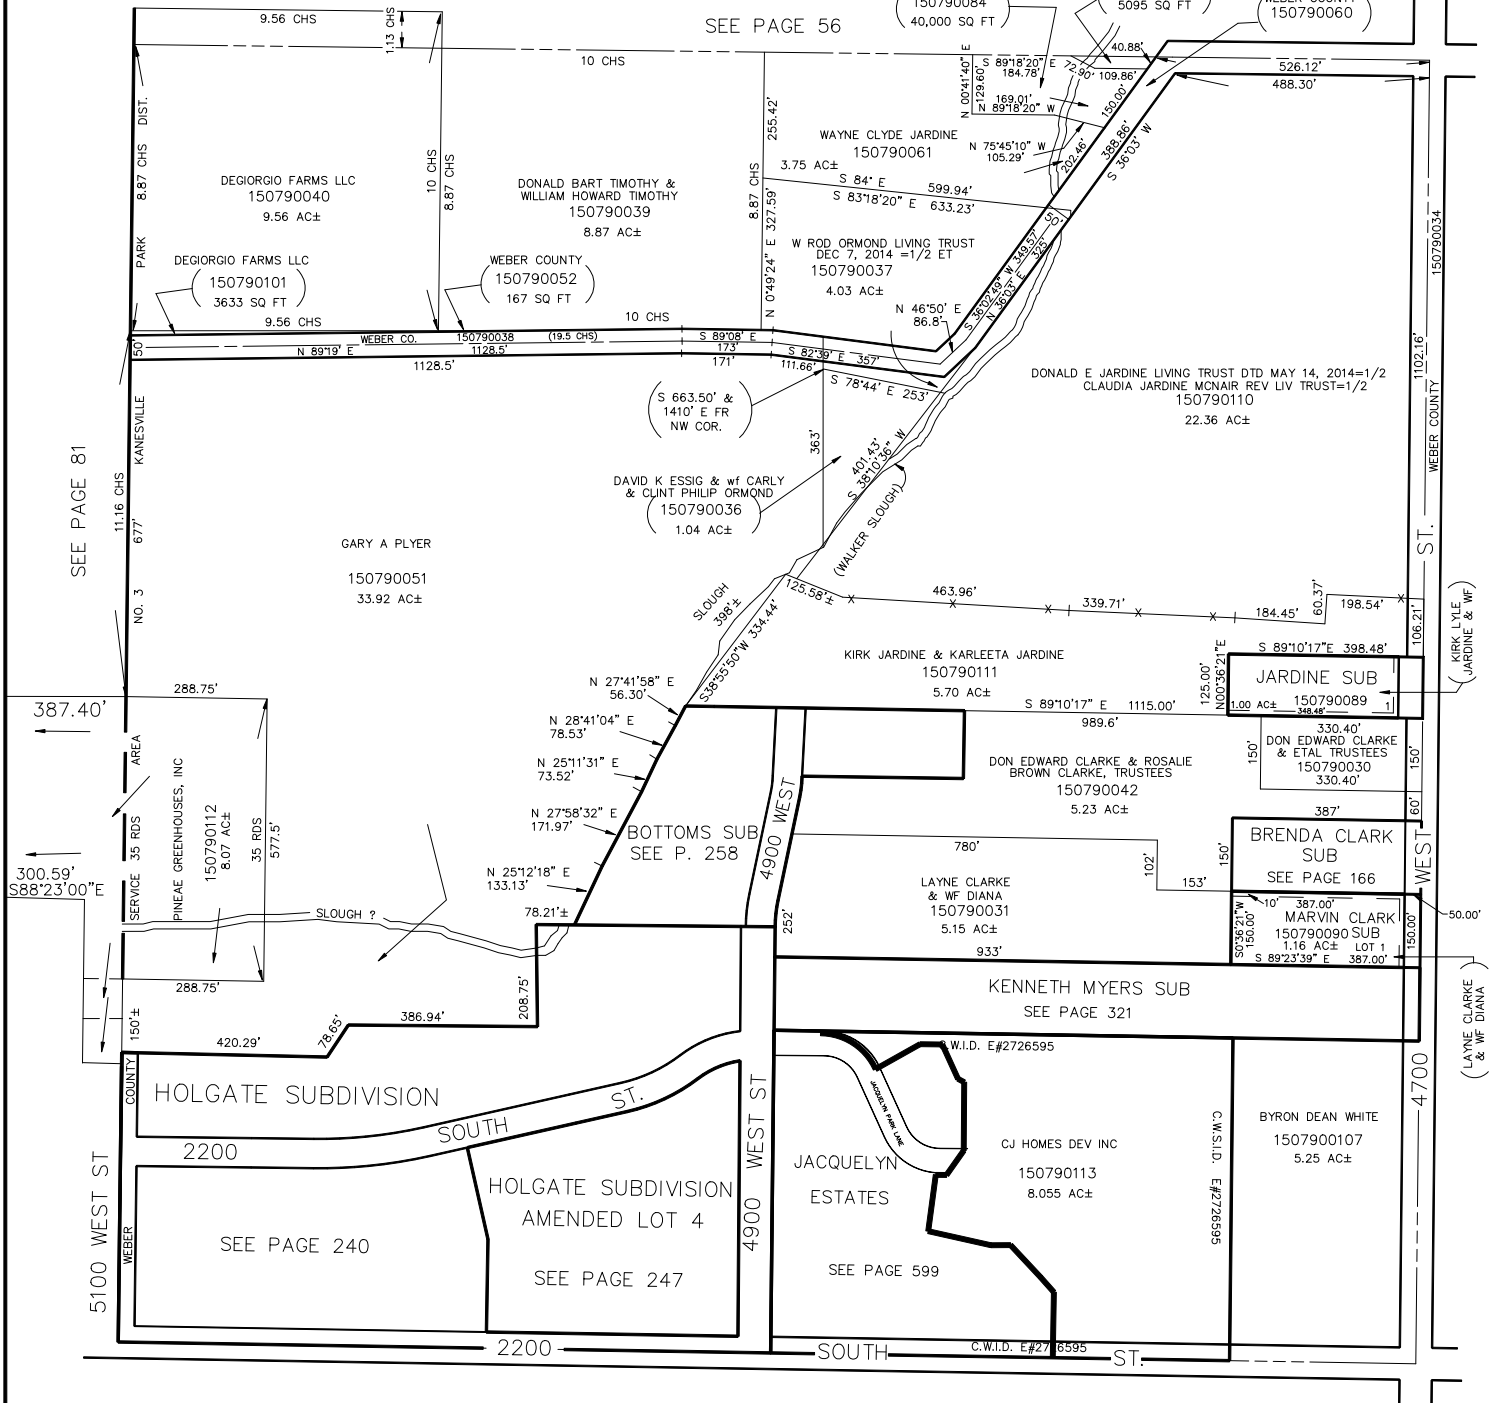 9.56 CHS
1.13 CHS
SEE PAGE 56
150790084
40,000 SQ FT
5095 SQ FT
WEBER COUNTY
150790060
10 CHS
40.88'
526.12'
488.30'
N 00°41'40" E
129.60'
S 89°18'20" E
184.78'
72.90'
109.86'
169.01'
N 89°18'20" W
150.00'
N 75°45'10" W
105.29'
202.46'
388.86'
S 36°03' W
PARK DIST.
8.87 CHS
DEGIORGIO FARMS LLC
150790040
9.56 AC±
10 CHS
8.87 CHS
DONALD BART TIMOTHY &
WILLIAM HOWARD TIMOTHY
150790039
8.87 AC±
255.42'
8.87 CHS
N 0°49'24" E 327.59'
WAYNE CLYDE JARDINE
150790061
3.75 AC±
S 84° E 599.94'
S 83°18'20" E 633.23'
W ROD ORMOND LIVING TRUST
DEC 7, 2014 =1/2 ET
150790037
4.03 AC±
50'
S 36°02'49" W 349.57'
N 36°03' E 325'
N 46°50' E
86.8'
150790034
DEGIORGIO FARMS LLC
150790101
3633 SQ FT
WEBER COUNTY
150790052
167 SQ FT
9.56 CHS
10 CHS
50'
WEBER CO. 150790038 (19.5 CHS)
N 89°19' E 1128.5'
1128.5'
S 89°08' E
173'
171'
S 82°39' E 357'
111.66'
S 78°44' E 253'
S 663.50' &
1410' E FR
NW COR.
363'
401.43'
S 38°10'36" W
(WALKER SLOUGH)
DONALD E JARDINE LIVING TRUST DTD MAY 14, 2014=1/2
CLAUDIA JARDINE MCNAIR REV LIV TRUST=1/2
150790110
22.36 AC±
1102.16'
WEBER COUNTY
ST.
SEE PAGE 81
11.16 CHS
KANESVILLE
677'
NO. 3
DAVID K ESSIG & wf CARLY
& CLINT PHILIP ORMOND
150790036
1.04 AC±
GARY A PLYER
150790051
33.92 AC±
SLOUGH
398'±
S38°55'50"W 334.44'
125.58'±
463.96'
339.71'
184.45'
60.37'
198.54'
106.21'
KIRK LYLE
JARDINE & WF
KIRK JARDINE & KARLEETA JARDINE
150790111
5.70 AC±
S 89°10'17" E 1115.00'
989.6'
125.00'
N00°36'21"E
S 89°10'17"E 398.48'
JARDINE SUB
150790089
1.00 AC±
348.48'
1
330.40'
DON EDWARD CLARKE
& ETAL TRUSTEES
150790030
330.40'
150'
150'
60'
288.75'
387.40'
AREA
SERVICE 35 RDS
PINEAE GREENHOUSES, INC
150790112
8.07 AC±
35 RDS
577.5'
300.59'
S88°23'00"E
N 27°41'58" E
56.30'
N 28°41'04" E
78.53'
N 25°11'31" E
73.52'
N 27°58'32" E
171.97'
N 25°12'18" E
133.13'
78.21'±
SLOUGH ?
BOTTOMS SUB
SEE P. 258
4900 WEST
DON EDWARD CLARKE & ROSALIE
BROWN CLARKE, TRUSTEES
150790042
5.23 AC±
780'
102'
153'
LAYNE CLARKE
& WF DIANA
150790031
5.15 AC±
252'
933'
387'
BRENDA CLARK
SUB
SEE PAGE 166
150'
WEST
10'
387.00'
MARVIN CLARK
SUB
150790090
1.16 AC± LOT 1
S 89°23'39" E 387.00'
S0°36'21"W
150.00'
150.00'
50.00'
LAYNE CLARKE
& WF DIANA
288.75'
150'±
420.29'
78.65'
386.94'
208.75'
KENNETH MYERS SUB
SEE PAGE 321
C.W.I.D. E#2726595
4700
COUNTY
HOLGATE SUBDIVISION
2200 SOUTH ST.
JACQUELYN PARK LANE
5100 WEST ST
WEBER
SEE PAGE 240
HOLGATE SUBDIVISION
AMENDED LOT 4
SEE PAGE 247
4900 WEST ST
JACQUELYN
ESTATES
SEE PAGE 599
CJ HOMES DEV INC
150790113
8.055 AC±
C.W.S.I.D. E#2726595
BYRON DEAN WHITE
1507900107
5.25 AC±
C.W.I.D. E#2726595
2200 SOUTH ST.